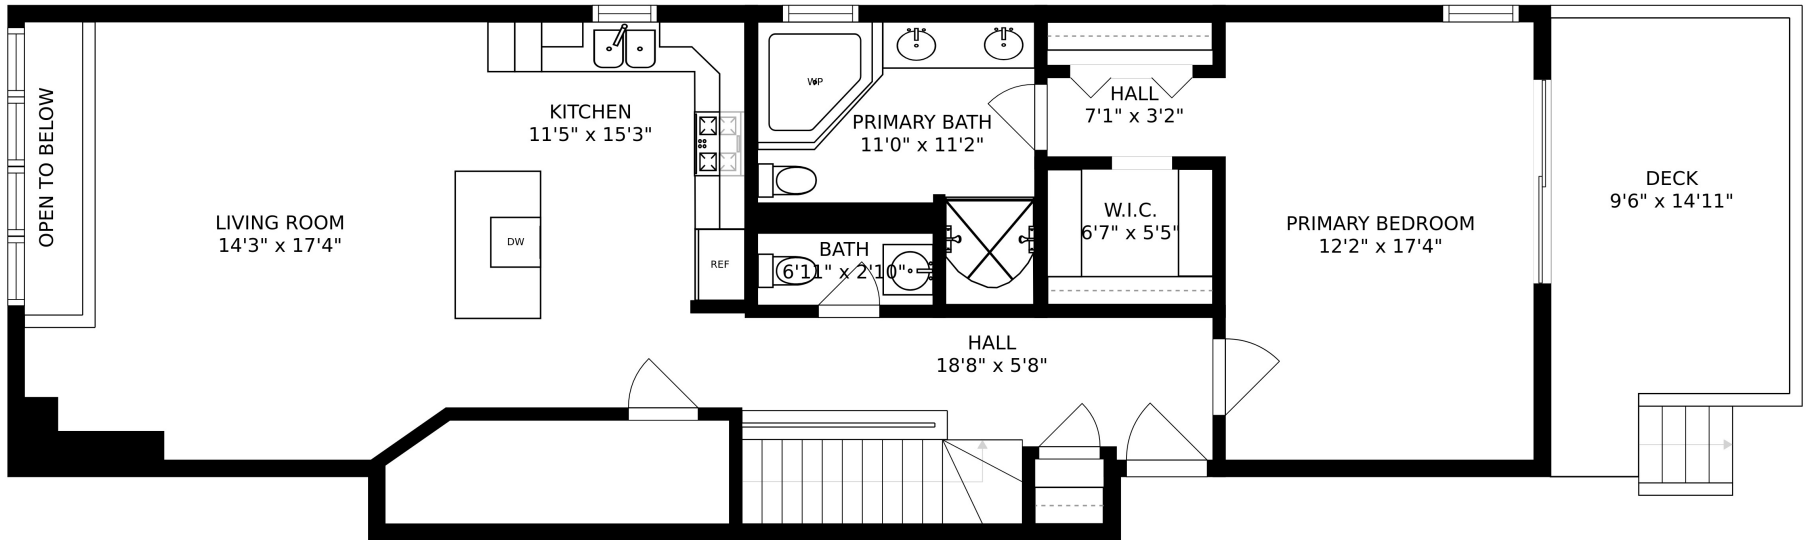 OPEN TO BELOW
LIVING ROOM
14'3" x 17'4"
KITCHEN
11'5" x 15'3"
DW
REF
WP
PRIMARY BATH
11'0" x 11'2"
BATH
6'11" x 2'10"
HALL
7'1" x 3'2"
W.I.C.
6'7" x 5'5"
HALL
18'8" x 5'8"
PRIMARY BEDROOM
12'2" x 17'4"
DECK
9'6" x 14'11"